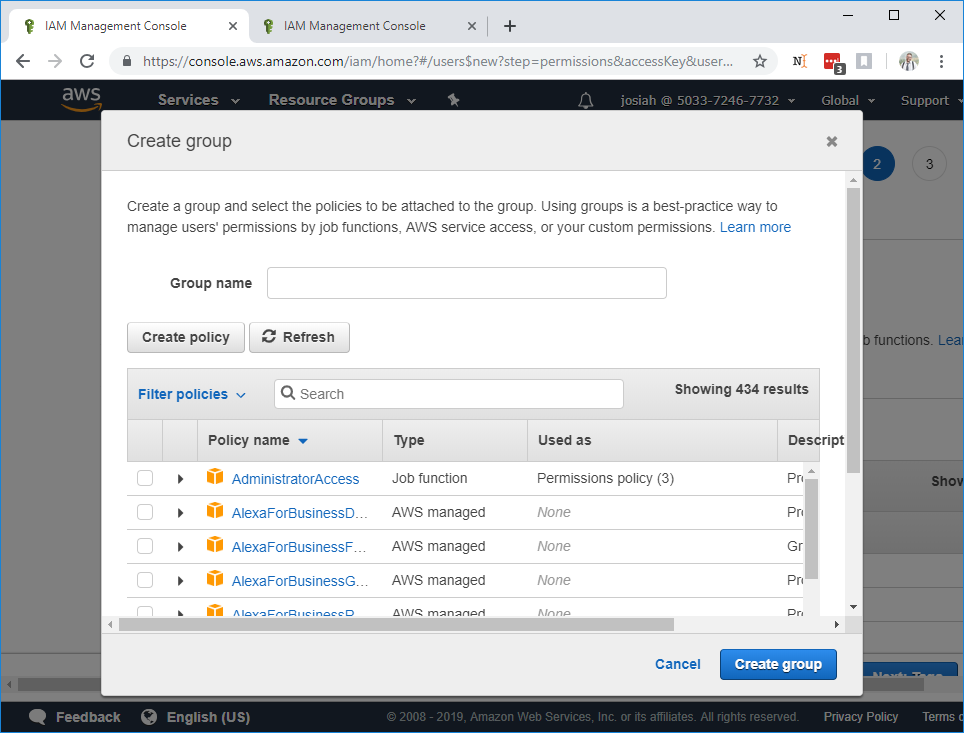 IAM Management Console
IAM Management Console
https://console.aws.amazon.com/iam/home?#/users$new?step=permissions&accessKey&user...
3
aws
Services
Resource Groups
josiah @ 5033-7246-7732
Global
Support
Create group
2
3
Create a group and select the policies to be attached to the group. Using groups is a best-practice way to
manage users' permissions by job functions, AWS service access, or your custom permissions. Learn more
Group name
b functions. Lea
Create policy
Refresh
Filter policies
Search
Showing 434 results
Policy name
Type
Used as
Descript
Show
AdministratorAccess
Job function
Permissions policy (3)
Pr
AlexaForBusinessD...
AWS managed
None
Pr
AlexaForBusinessF...
AWS managed
None
Gr
AlexaForBusinessG...
AWS managed
None
Pr
AlexaForBusinessP
AWS managed
None
Pr
Cancel
Create group
Next: Tags
Feedback
English (US)
© 2008 - 2019, Amazon Web Services, Inc. or its affiliates. All rights reserved.
Privacy Policy
Terms